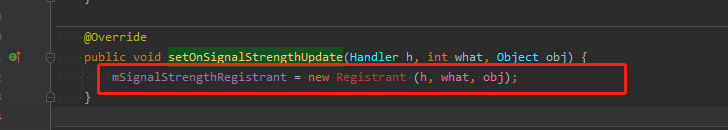 @Override
public void setOnSignalStrengthUpdate(Handler h, int what, Object obj) {
mSignalStrengthRegistrant = new Registrant (h, what, obj);
}